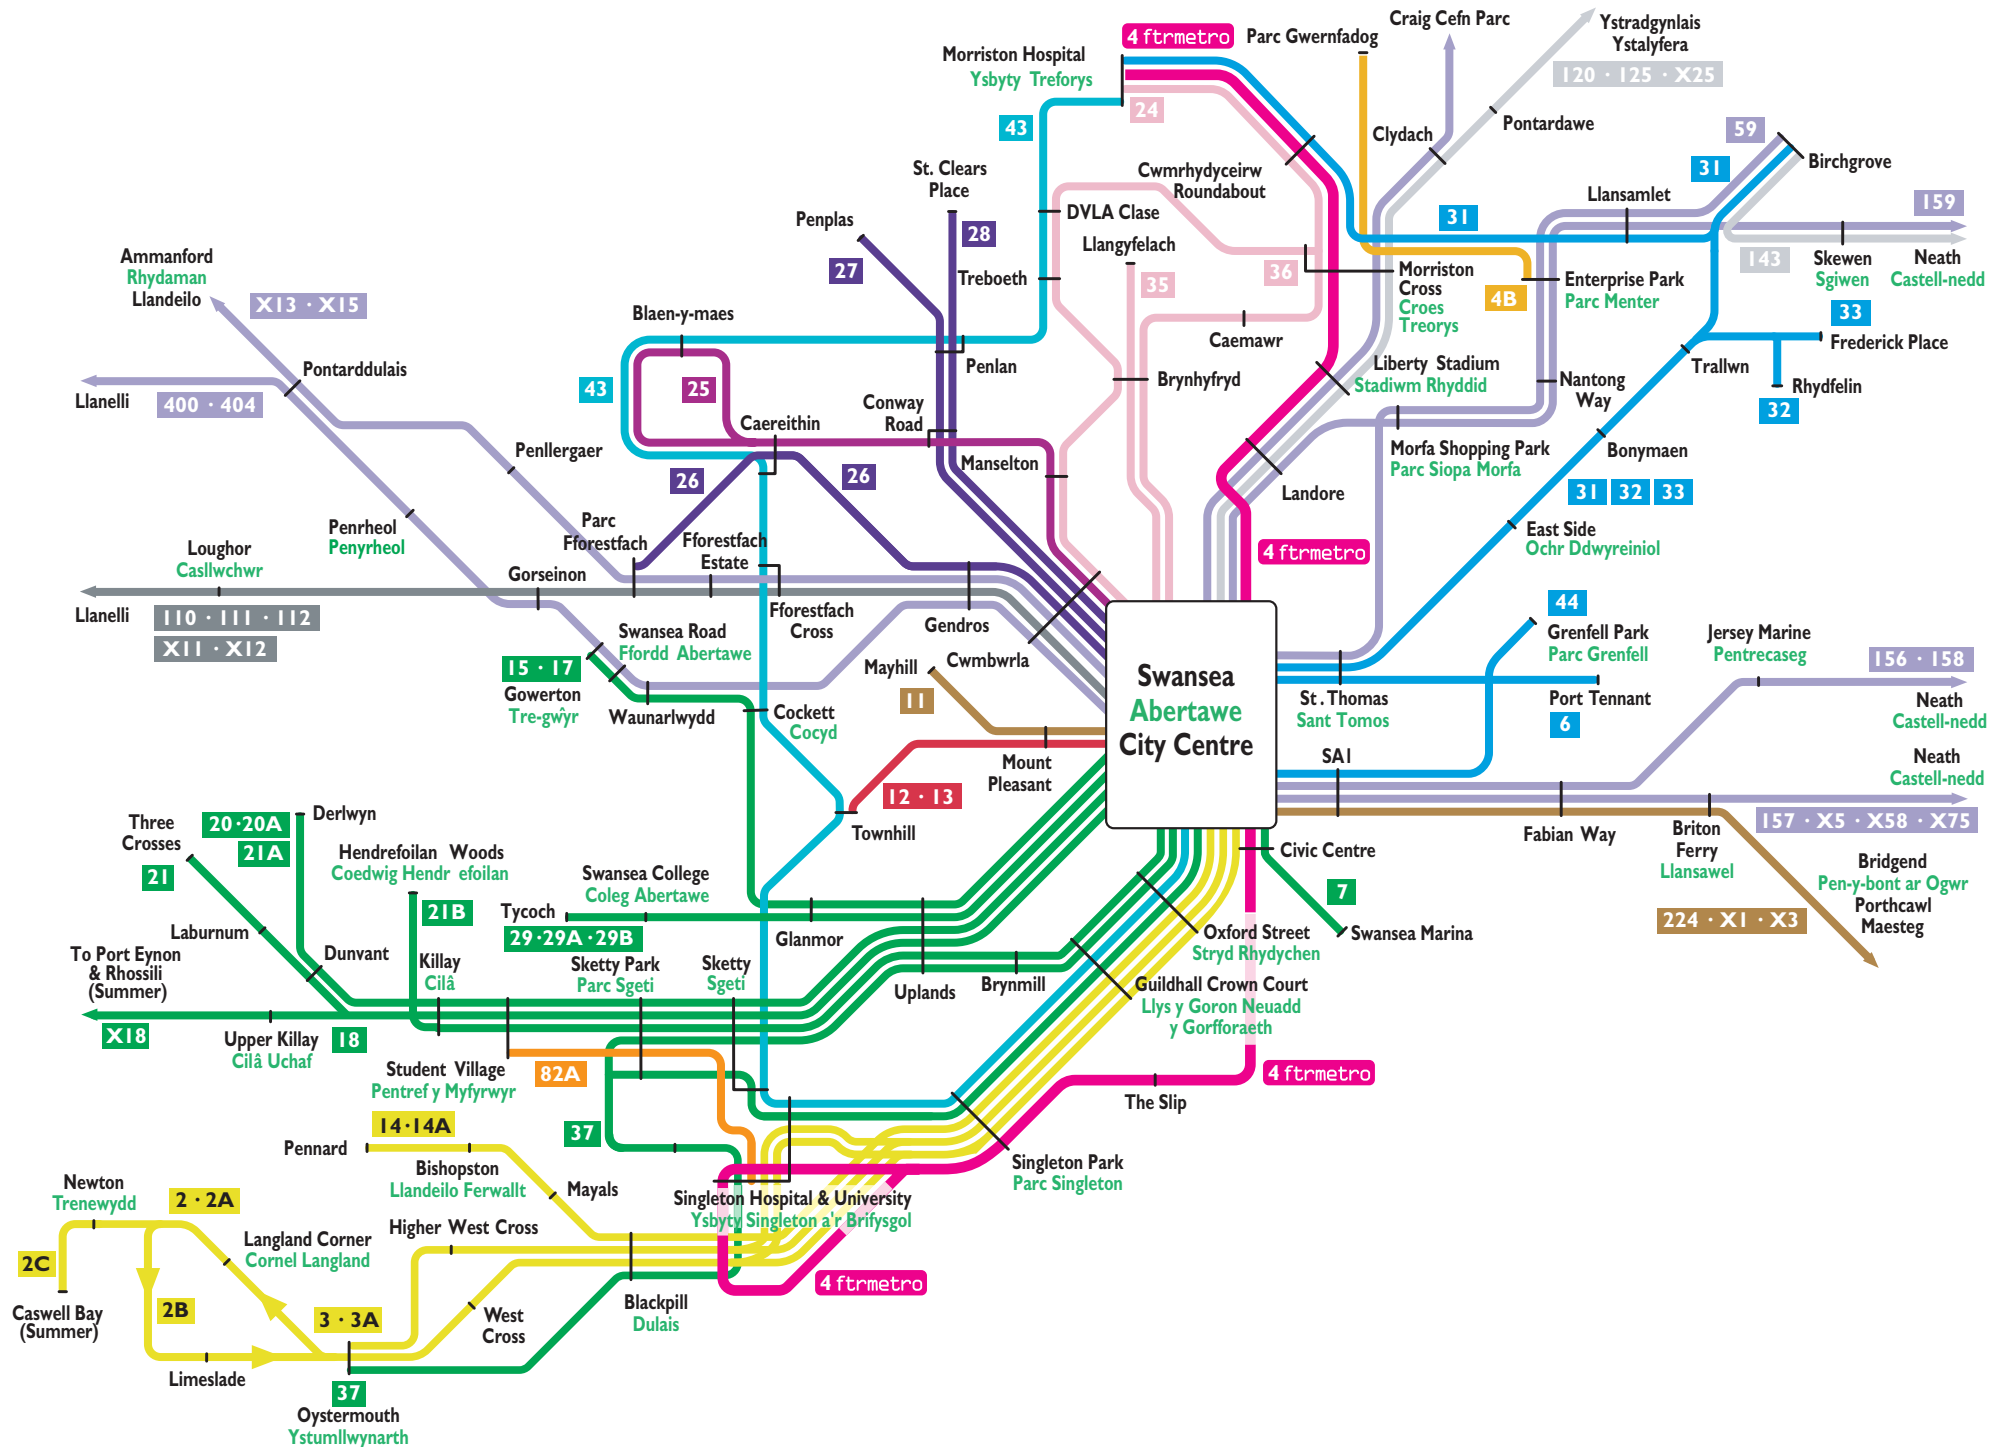 4 ftrmetro
Morriston Hospital
Ysbyty Treforys
24
43
Parc Gwernfadog
Craig Cefn Parc
Ystradgynlais
Ystalyfera
120 · 125 · X25
Clydach
Pontardawe
59
31
Birchgrove
Llansamlet
159
31
143
Skewen
Sgiwen
Neath
Castell-nedd
St. Clears
Place
28
Penplas
27
Cwmrhydyceirw
Roundabout
DVLA Clase
Llangyfelach
Treboeth
35
36
Morriston
Cross
Croes
Treorys
4B
Enterprise Park
Parc Menter
33
Frederick Place
Trallwn
Rhydfelin
32
Ammanford
Rhydaman
Llandeilo
X13 · X15
Pontarddulais
Llanelli
400 · 404
Blaen-y-maes
43
25
Penlan
Caemawr
Brynhyfryd
Liberty Stadium
Stadiwm Rhyddid
Nantong
Way
Conway
Road
Caereithin
Manselton
Morfa Shopping Park
Parc Siopa Morfa
Bonymaen
31
32
33
Landore
Penllergaer
26
26
Penrheol
Penyrheol
Parc
Fforestfach
Fforestfach
Estate
East Side
Ochr Ddwyreiniol
4 ftrmetro
Loughor
Casllwchwr
Gorseinon
Llanelli
110 · 111 · 112
X11 · X12
Fforestfach
Cross
Gendros
Cwmbwrla
Swansea Road
Ffordd Abertawe
15 · 17
Gowerton
Tre-gwŷr
Waunarlwydd
Mayhill
11
Cockett
Cocyd
Mount
Pleasant
12 · 13
Townhill
Swansea
Abertawe
City Centre
44
Grenfell Park
Parc Grenfell
St.Thomas
Sant Tomos
Port Tennant
6
Jersey Marine
Pentrecaseg
156 · 158
Neath
Castell-nedd
SA1
Neath
Castell-nedd
157 · X5 · X58 · X75
Fabian Way
Briton
Ferry
Llansawel
Bridgend
Pen-y-bont ar Ogwr
Porthcawl
Maesteg
224 · X1 · X3
Civic Centre
7
Swansea Marina
Three
Crosses
21
20·20A
21A
Derlwyn
Hendrefoilan Woods
Coedwig Hendr efoilan
21B
Swansea College
Coleg Abertawe
Tycoch
29·29A·29B
Glanmor
Laburnum
Dunvant
Killay
Cilâ
Sketty Park
Parc Sgeti
Sketty
Sgeti
Uplands
Brynmill
Oxford Street
Stryd Rhydychen
Guildhall Crown Court
Llys y Goron Neuadd
y Gorfforaeth
To Port Eynon
& Rhossili
(Summer)
X18
Upper Killay
Cilâ Uchaf
18
Student Village
Pentref y Myfyrwyr
82A
4 ftrmetro
The Slip
37
14·14A
Pennard
Bishopston
Llandeilo Ferwallt
Mayals
Singleton Park
Parc Singleton
Singleton Hospital & University
Ysbyty Singleton a'r Brifysgol
Newton
Trenewydd
2 · 2A
2C
Langland Corner
Cornel Langland
Higher West Cross
Caswell Bay
(Summer)
2B
3 · 3A
West
Cross
Blackpill
Dulais
4 ftrmetro
Limeslade
37
Oystermouth
Ystumllwynarth